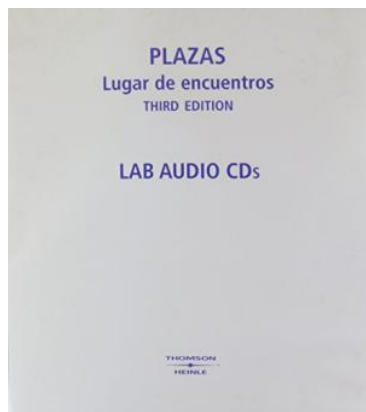 PLAZAS
Lugar de encuentros
THIRD EDITION
LAB AUDIO CDs
THOMSON
HEINLE